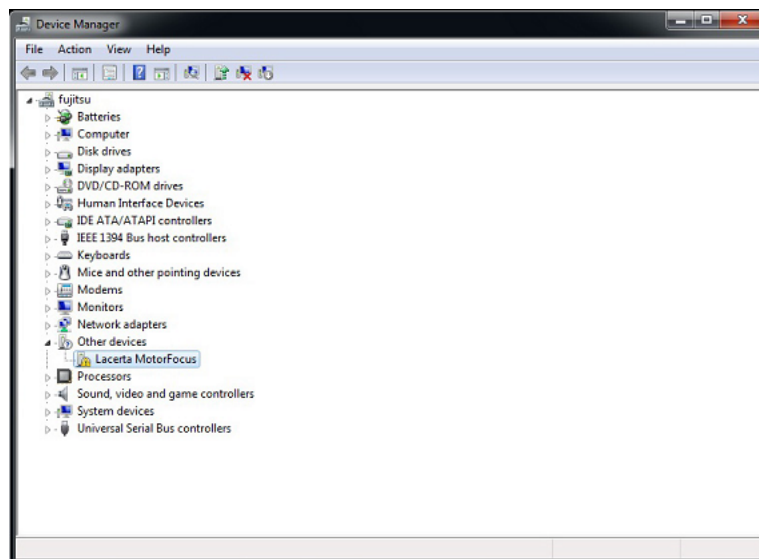 Device Manager
File Action View Help
fujitsu
Batteries
Computer
Disk drives
Display adapters
DVD/CD-ROM drives
Human Interface Devices
IDE ATA/ATAPI controllers
IEEE 1394 Bus host controllers
Keyboards
Mice and other pointing devices
Modems
Monitors
Network adapters
Other devices
Lacerta MotorFocus
Processors
Sound, video and game controllers
System devices
Universal Serial Bus controllers